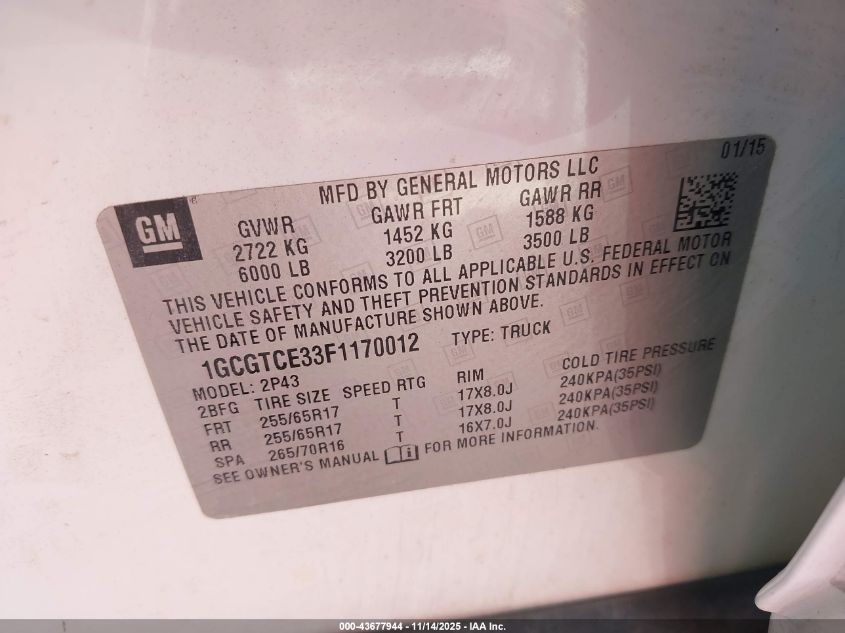 01/15
MFD BY GENERAL MOTORS LLC
GM
GVWR GAWR FRT GAWR RR
2722 KG 1452 KG 1588 KG
6000 LB 3200 LB 3500 LB
THIS VEHICLE CONFORMS TO ALL APPLICABLE U.S. FEDERAL MOTOR
VEHICLE SAFETY AND THEFT PREVENTION STANDARDS IN EFFECT ON
THE DATE OF MANUFACTURE SHOWN ABOVE.
1GCGTCE33F1170012 TYPE: TRUCK
MODEL: 2P43
2BFG TIRE SIZE SPEED RTG RIM COLD TIRE PRESSURE
FRT 255/65R17 T 17X8.0J 240KPA(35PSI)
RR 255/65R17 T 17X8.0J 240KPA(35PSI)
SPA 265/70R16 T 16X7.0J 240KPA(35PSI)
SEE OWNER'S MANUAL FOR MORE INFORMATION.
000-43677944 - 11/14/2025 - IAA Inc.